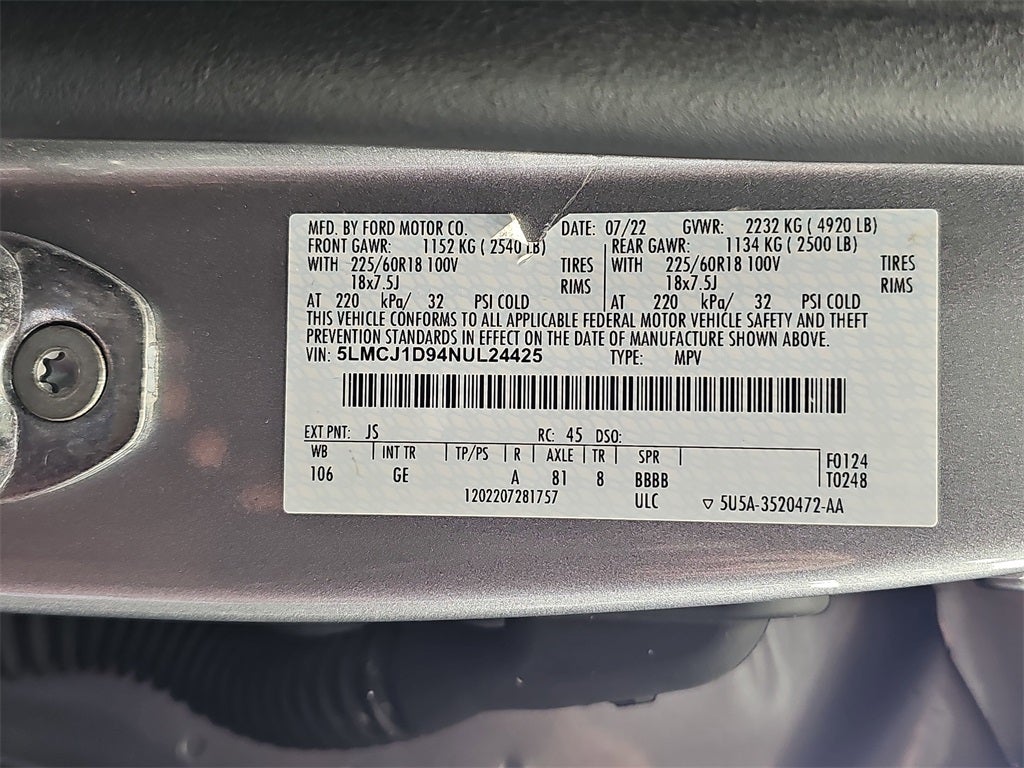 MFD. BY FORD MOTOR CO. DATE: 07/22 GVWR: 2232 KG ( 4920 LB)
FRONT GAWR: 1152 KG ( 2540 LB) REAR GAWR: 1134 KG ( 2500 LB)
WITH 225/60R18 100V TIRES WITH 225/60R18 100V TIRES
18x7.5J RIMS 18x7.5J RIMS
AT 220 kPa/ 32 PSI COLD AT 220 kPa/ 32 PSI COLD
THIS VEHICLE CONFORMS TO ALL APPLICABLE FEDERAL MOTOR VEHICLE SAFETY AND THEFT
PREVENTION STANDARDS IN EFFECT ON THE DATE OF MANUFACTURE SHOWN ABOVE.
VIN: 5LMCJ1D94NUL24425 TYPE: MPV
EXT PNT: JS RC: 45 DSO:
WB INT TR TP/PS R AXLE TR SPR F0124
106 GE A 81 8 BBBB T0248
1202207281757 ULC ▽ 5U5A-3520472-AA